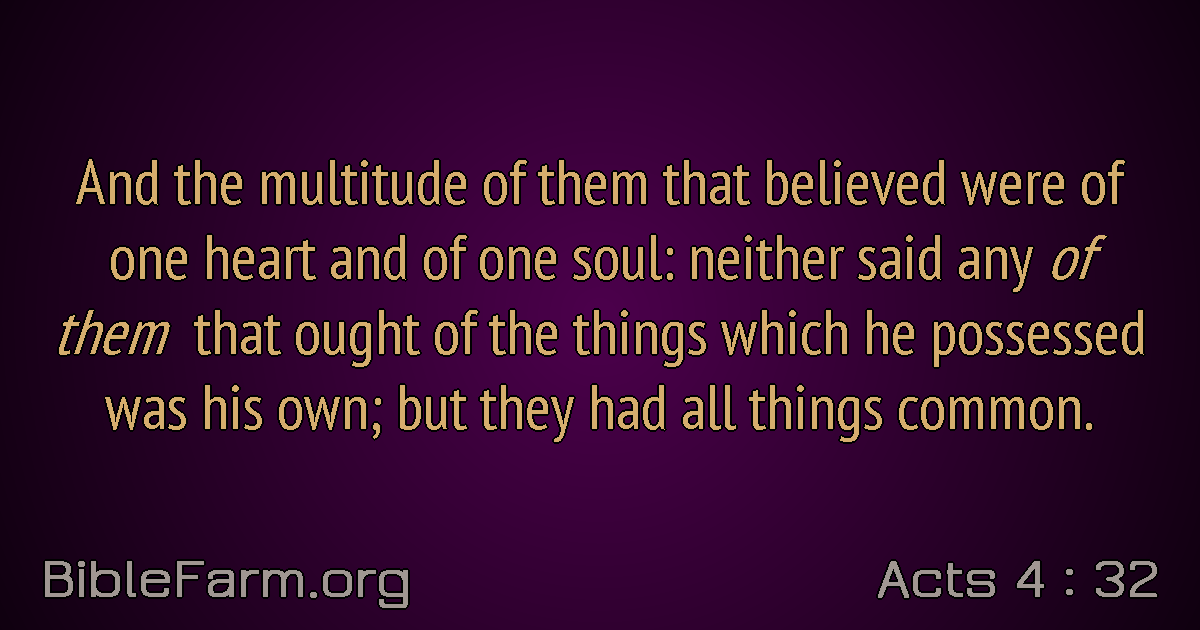 And the multitude of them that believed were of
one heart and of one soul: neither said any of
them that ought of the things which he possessed
was his own; but they had all things common.
BibleFarm.org
Acts 4 : 32